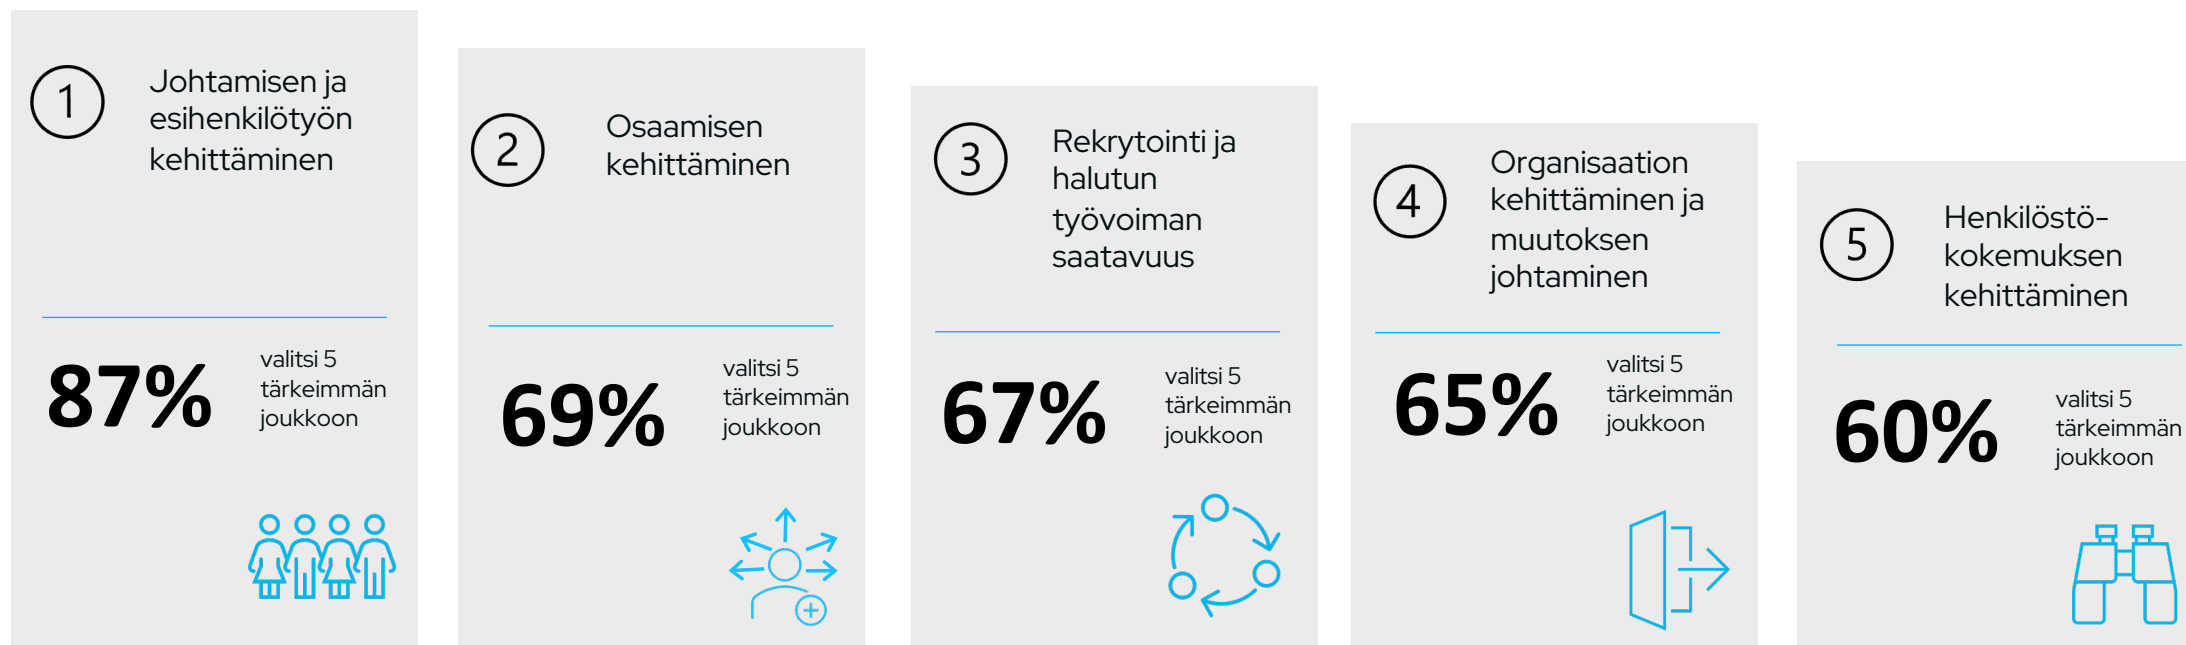 1
Johtamisen ja
esihenkilötyön
kehittäminen
87%
valitsi 5
tärkeimmän
joukkoon
2
Osaamisen
kehittäminen
69%
valitsi 5
tärkeimmän
joukkoon
3
Rekrytointi ja
halutun
työvoiman
saatavuus
67%
valitsi 5
tärkeimmän
joukkoon
4
Organisaation
kehittäminen ja
muutoksen
johtaminen
65%
valitsi 5
tärkeimmän
joukkoon
5
Henkilöstö-
kokemuksen
kehittäminen
60%
valitsi 5
tärkeimmän
joukkoon